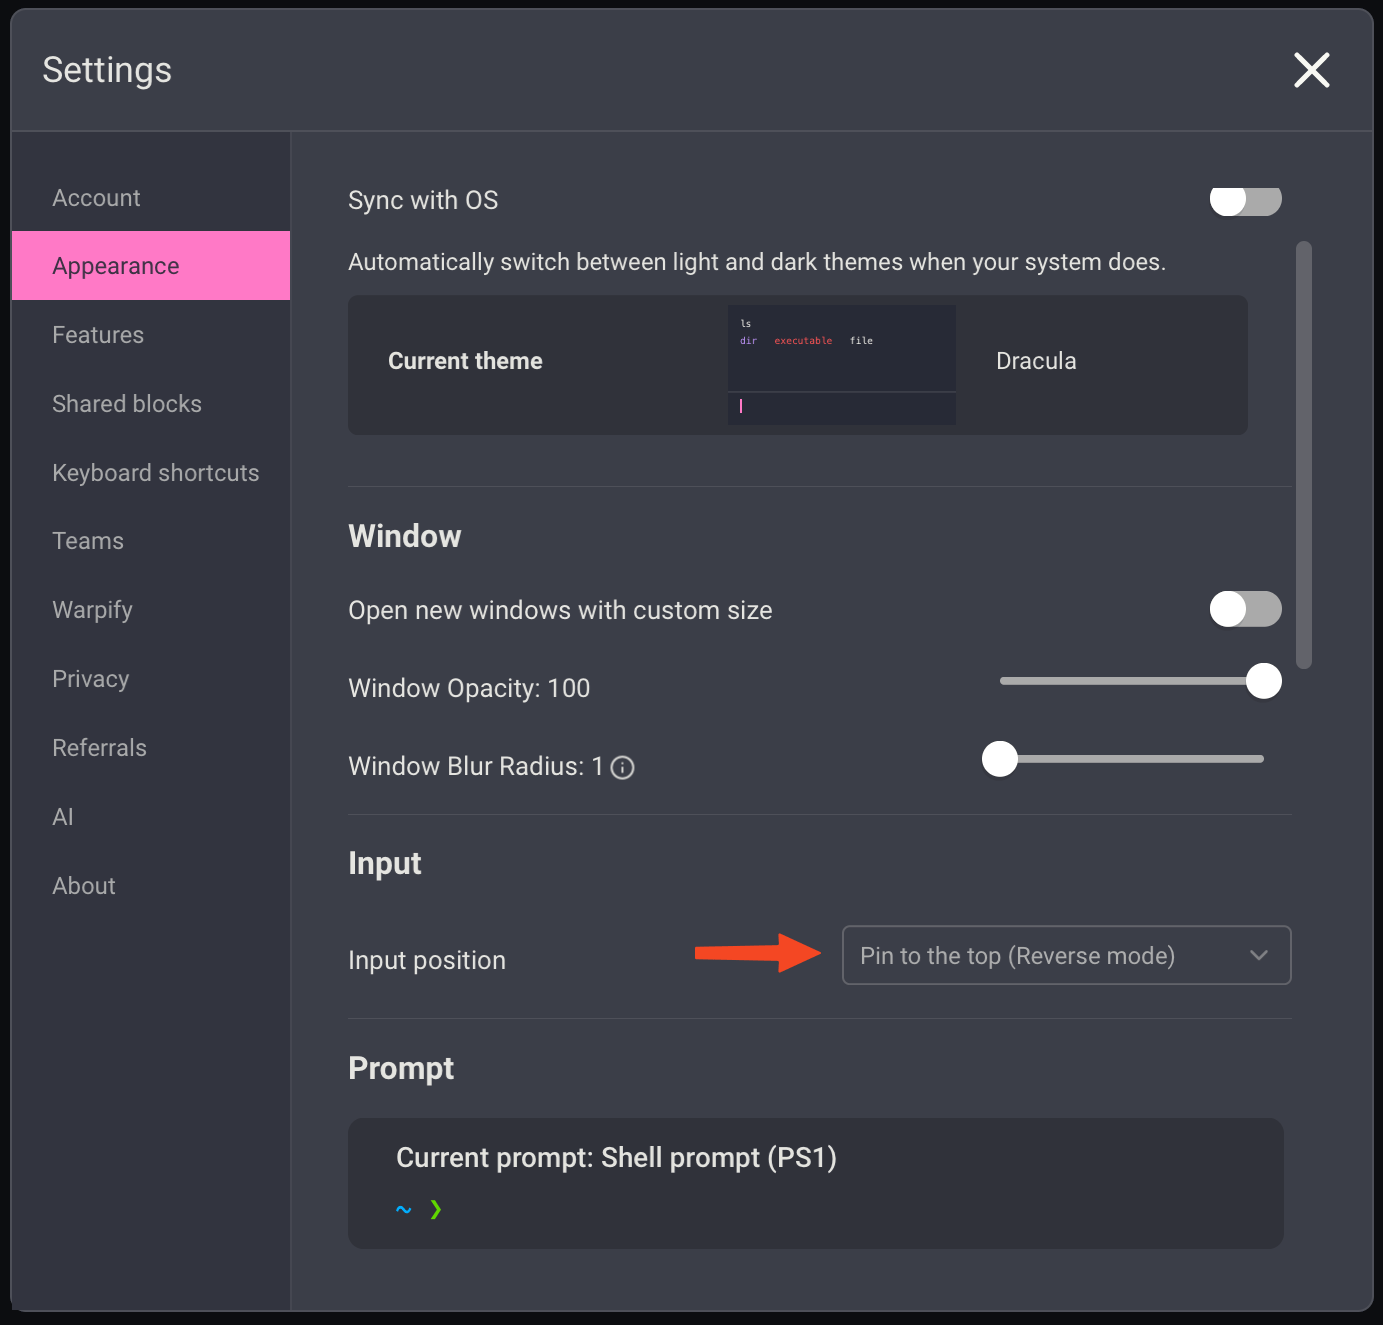 Settings
Account
Appearance
Features
Shared blocks
Keyboard shortcuts
Teams
Warpify
Privacy
Referrals
AI
About
Sync with OS
Automatically switch between light and dark themes when your system does.
Current theme
ls
dir executable file
Dracula
Window
Open new windows with custom size
Window Opacity: 100
Window Blur Radius: 1
Input
Input position
Pin to the top (Reverse mode)
Prompt
Current prompt: Shell prompt (PS1)
~ ❯